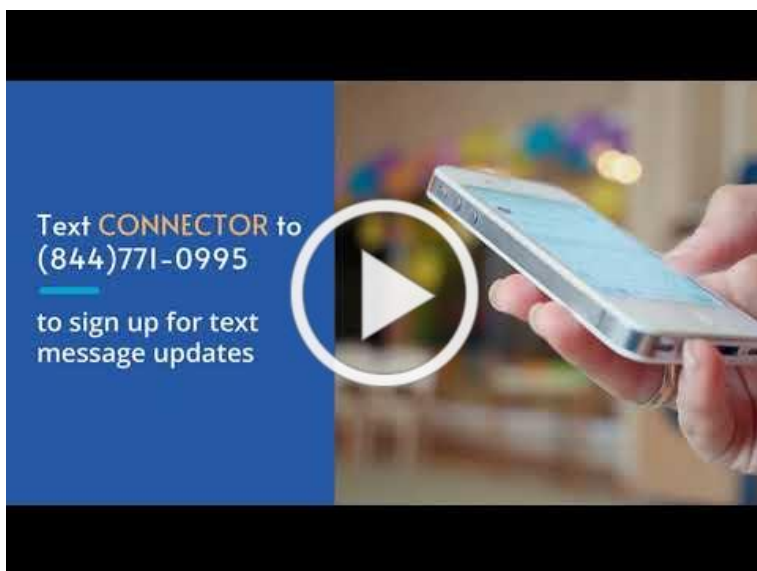 Text CONNECTOR to
(844)771-0995
to sign up for text
message updates